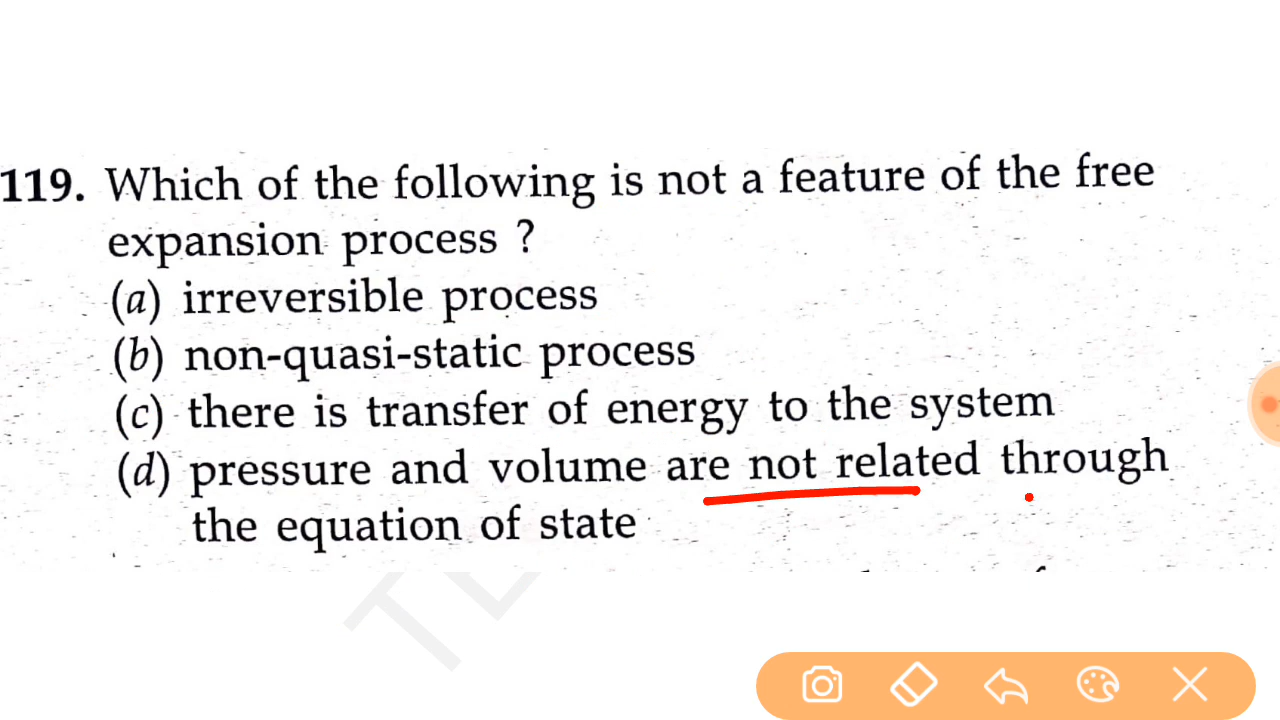 119. Which of the following is not a feature of the free
expansion process ?
(a) irreversible process
(b) non-quasi-static process
(c) there is transfer of energy to the system
(d) pressure and volume are not related through
the equation of state